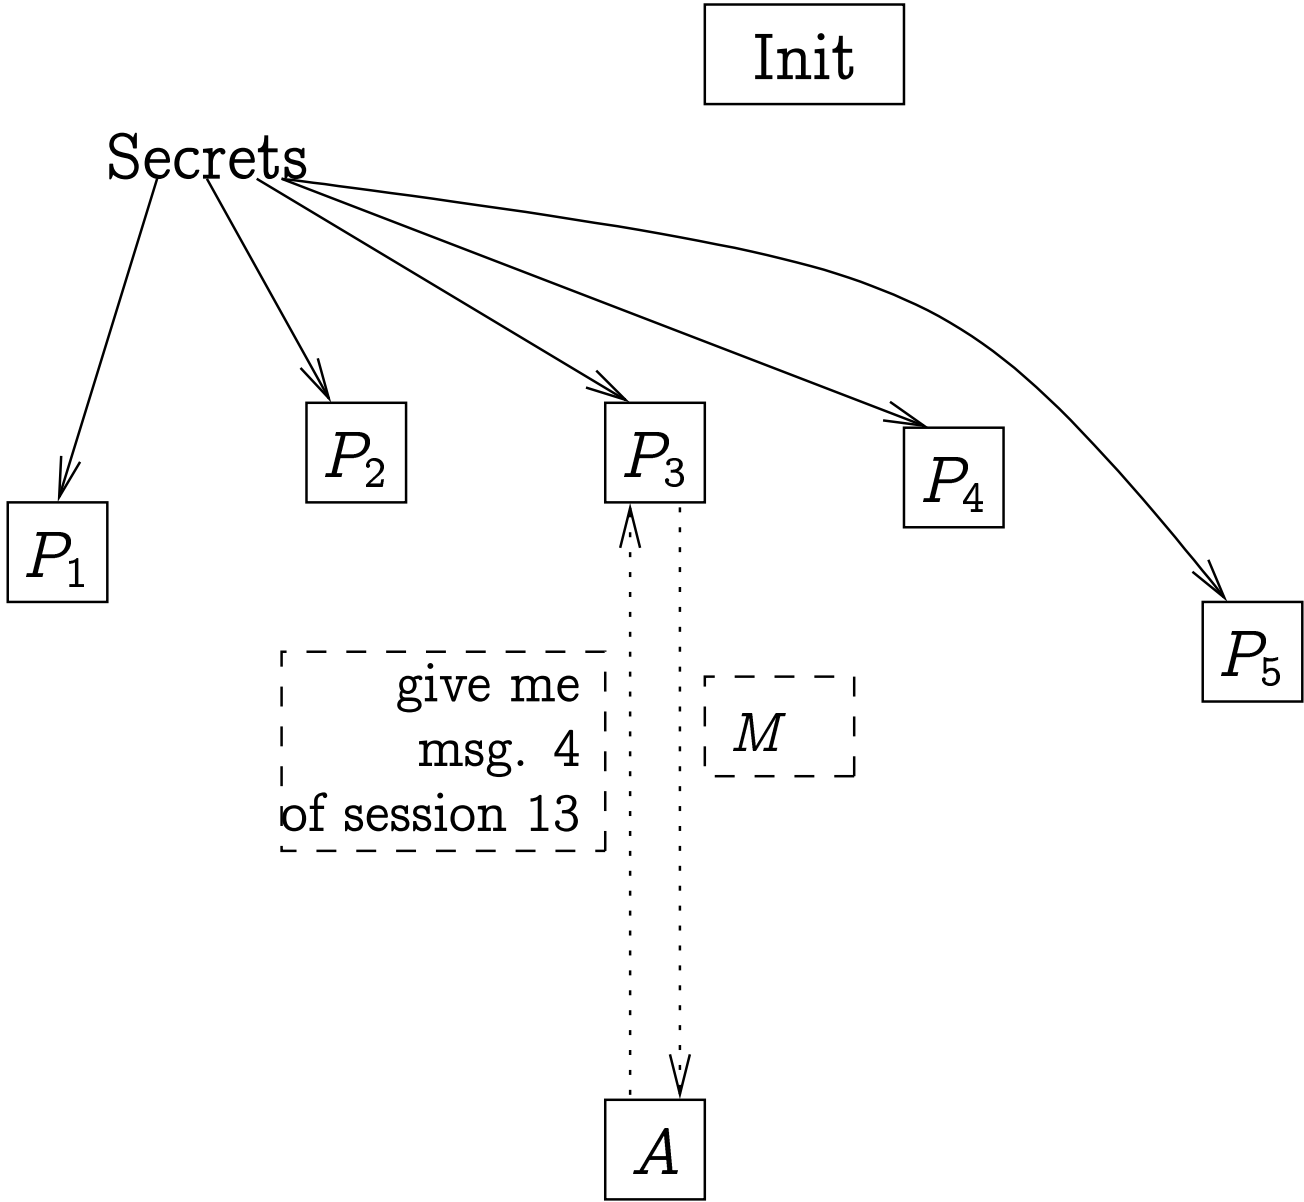 Init
Secrets
P₂
P₃
P₄
P₁
P₅
give me
msg. 4
of session 13
M
A